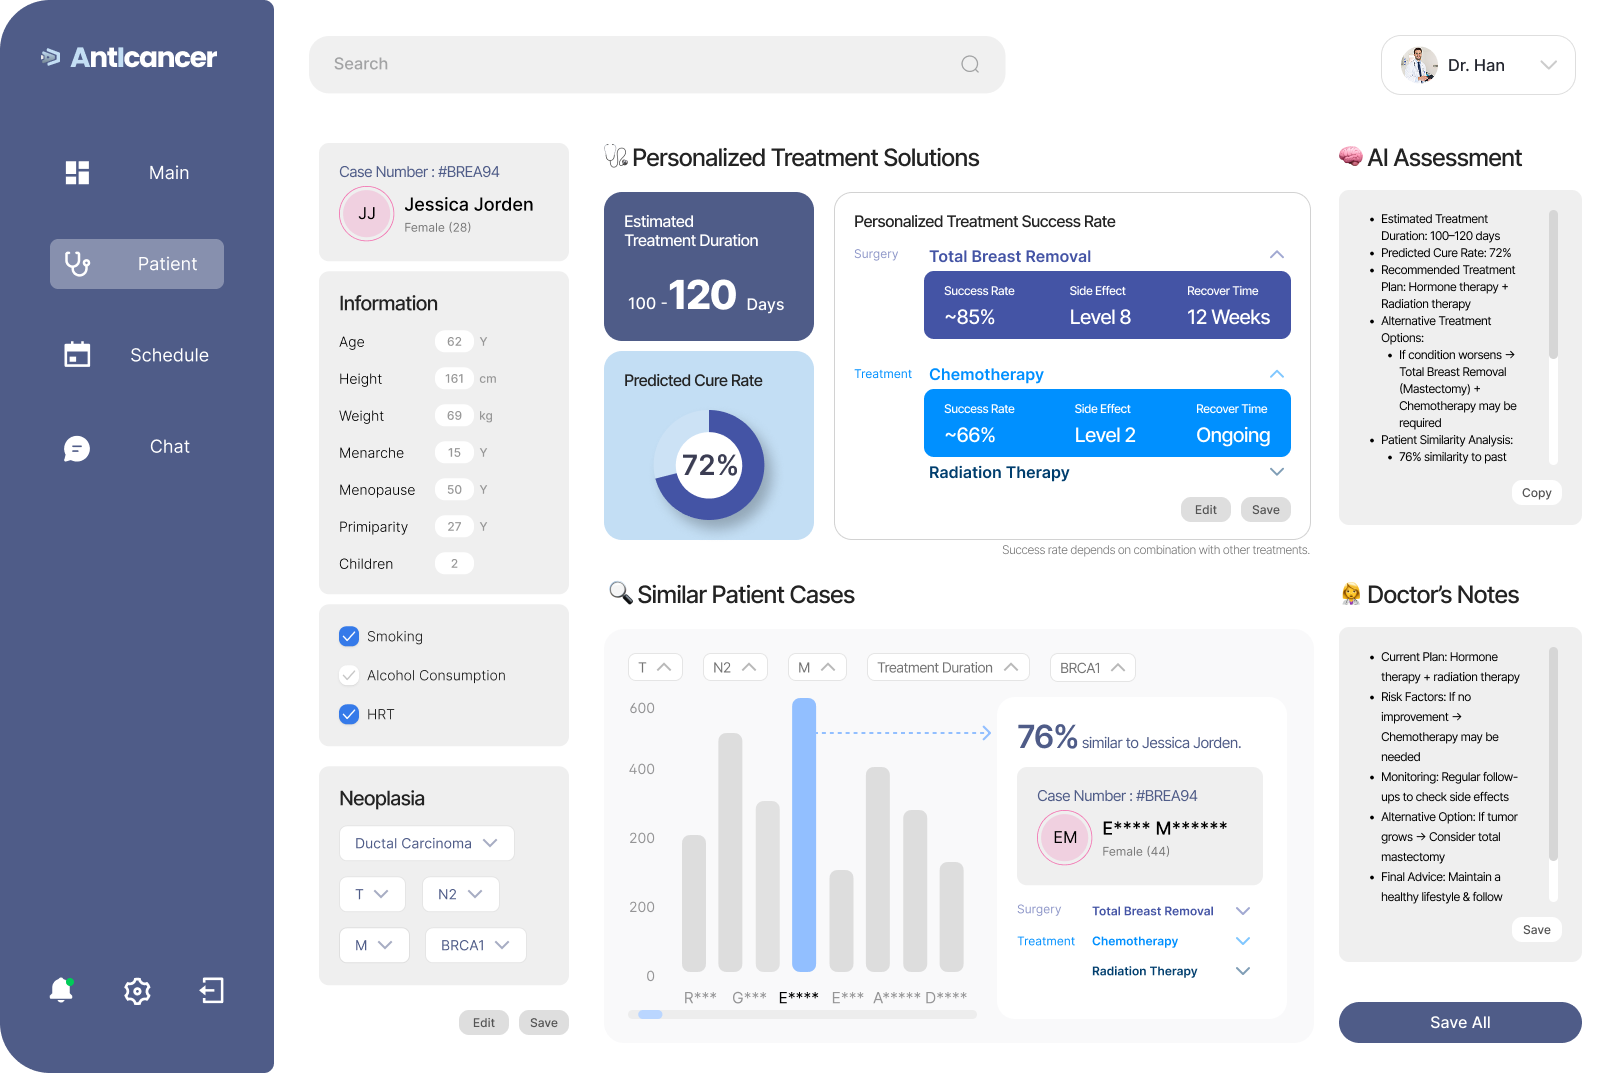 AntIcancer
Main
Patient
Schedule
Chat
Search
Dr. Han
Case Number : #BREA94
JJ
Jessica Jorden
Female (28)
Information
Age 62 Y
Height 161 cm
Weight 69 kg
Menarche 15 Y
Menopause 50 Y
Primiparity 27 Y
Children 2
Smoking
Alcohol Consumption
HRT
Neoplasia
Ductal Carcinoma
T N2
M BRCA1
Edit Save
Personalized Treatment Solutions
Estimated
Treatment Duration
100 - 120 Days
Predicted Cure Rate
72%
Personalized Treatment Success Rate
Surgery Total Breast Removal
Success Rate Side Effect Recover Time
~85% Level 8 12 Weeks
Treatment Chemotherapy
Success Rate Side Effect Recover Time
~66% Level 2 Ongoing
Radiation Therapy
Edit Save
Success rate depends on combination with other treatments.
Similar Patient Cases
T N2 M Treatment Duration BRCA1
600
400
200
200
0
R*** G*** E**** E*** A***** D****
76% similar to Jessica Jorden.
Case Number : #BREA94
EM
E**** M******
Female (44)
Surgery Total Breast Removal
Treatment Chemotherapy
Radiation Therapy
AI Assessment
• Estimated Treatment
Duration: 100–120 days
• Predicted Cure Rate: 72%
• Recommended Treatment
Plan: Hormone therapy +
Radiation therapy
• Alternative Treatment
Options:
• If condition worsens →
Total Breast Removal
(Mastectomy) +
Chemotherapy may be
required
• Patient Similarity Analysis:
• 76% similarity to past
Copy
Doctor’s Notes
• Current Plan: Hormone
therapy + radiation therapy
• Risk Factors: If no
improvement →
Chemotherapy may be
needed
• Monitoring: Regular follow-
ups to check side effects
• Alternative Option: If tumor
grows → Consider total
mastectomy
• Final Advice: Maintain a
healthy lifestyle & follow
Save
Save All